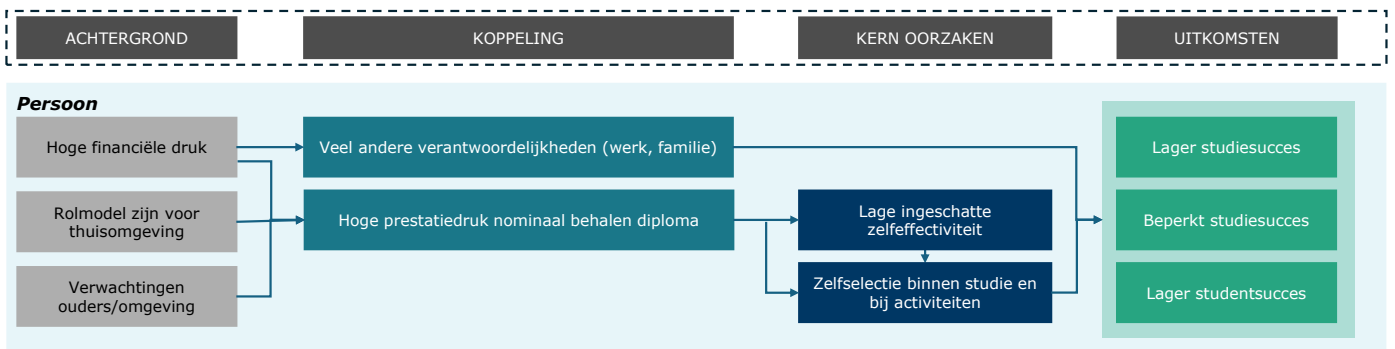 ACHTERGROND
KOPPELING
KERN OORZAKEN
UITKOMSTEN
Persoon
Hoge financiële druk
Veel andere verantwoordelijkheden (werk, familie)
Lager studiesucces
Rolmodel zijn voor
thuisomgeving
Hoge prestatiedruk nominaal behalen diploma
Lage ingeschatte
zelfeffectiviteit
Beperkt studiesucces
Verwachtingen
ouders/omgeving
Zelfselectie binnen studie en
bij activiteiten
Lager studentsucces